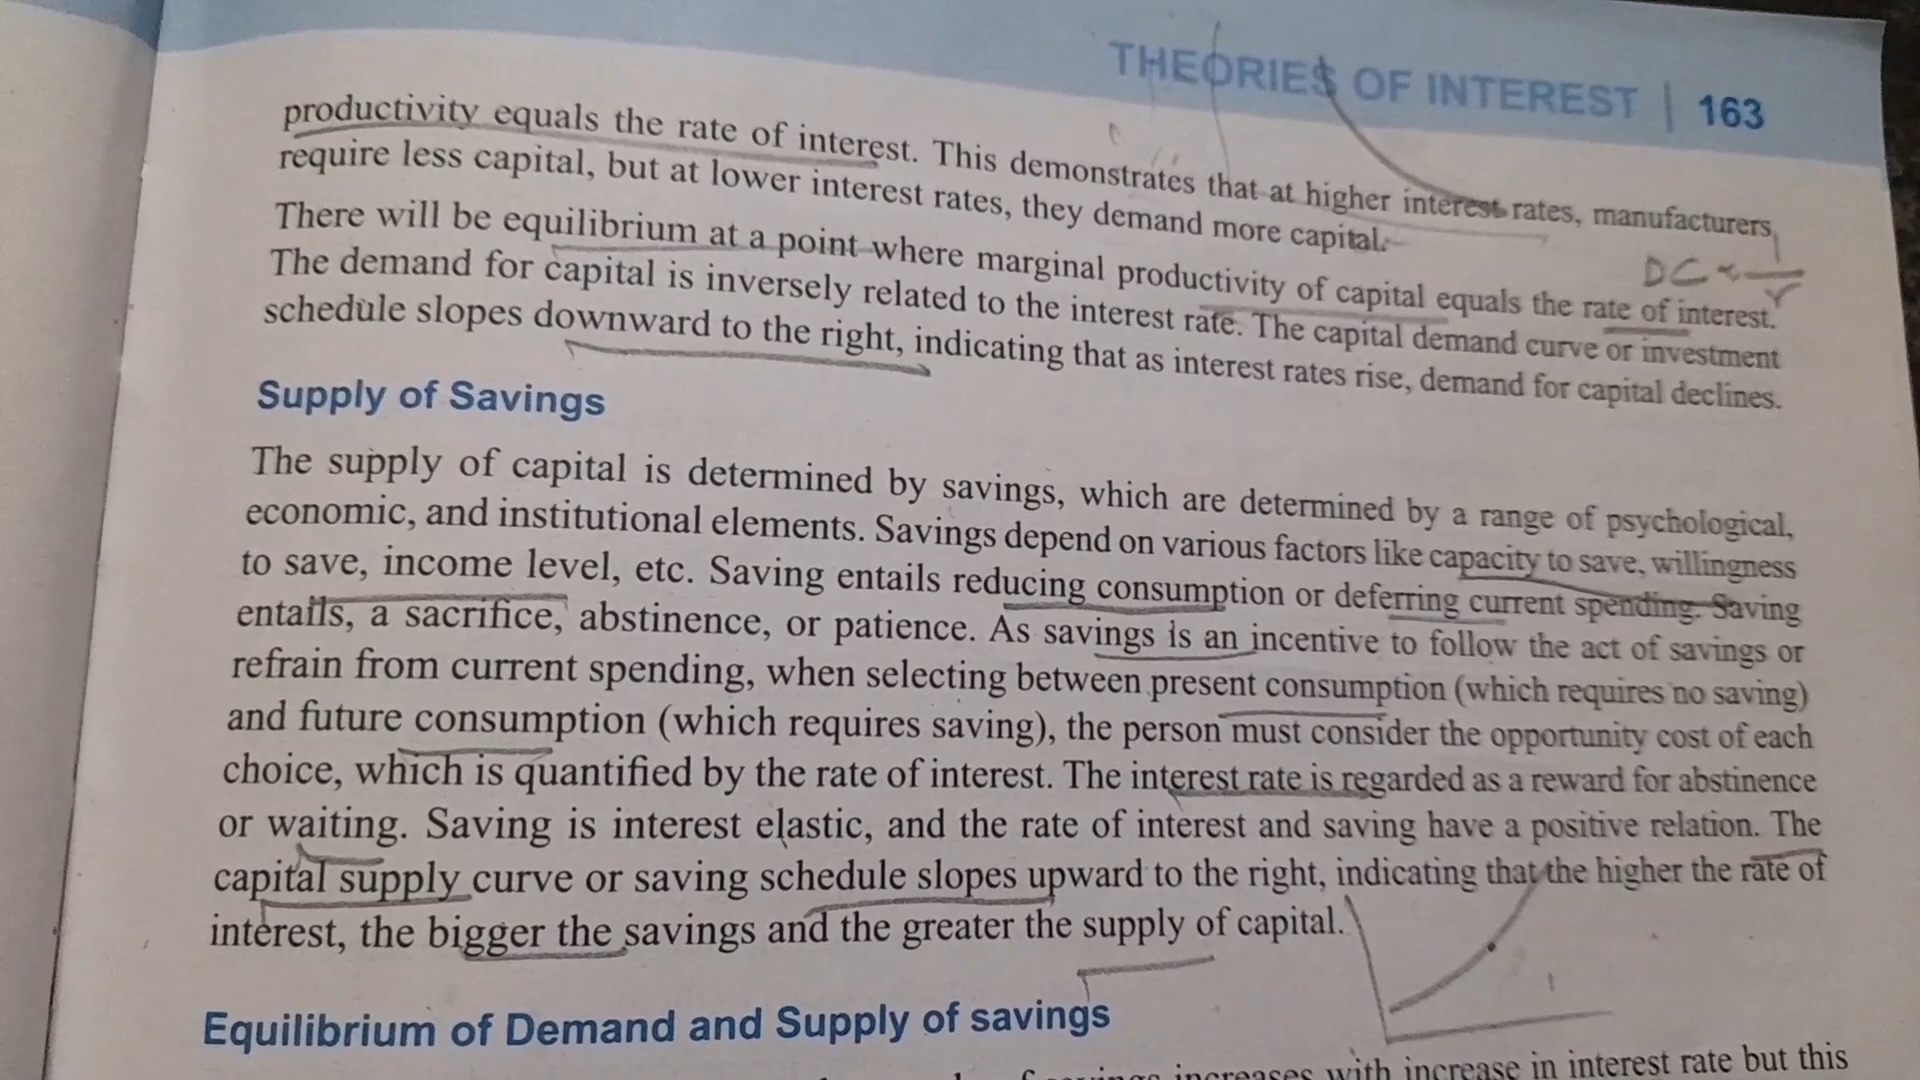 THEORIES OF INTEREST | 163
productivity equals the rate of interest. This demonstrates that at higher interest rates, manufacturers
require less capital, but at lower interest rates, they demand more capital.
There will be equilibrium at a point where marginal productivity of capital equals the rate of interest.
The demand for capital is inversely related to the interest rate. The capital demand curve or investment
schedule slopes downward to the right, indicating that as interest rates rise, demand for capital declines.
DC ∝ 1/r
Supply of Savings
The supply of capital is determined by savings, which are determined by a range of psychological,
economic, and institutional elements. Savings depend on various factors like capacity to save, willingness
to save, income level, etc. Saving entails reducing consumption or deferring current spending. Saving
entails, a sacrifice, abstinence, or patience. As savings is an incentive to follow the act of savings or
refrain from current spending, when selecting between present consumption (which requires no saving)
and future consumption (which requires saving), the person must consider the opportunity cost of each
choice, which is quantified by the rate of interest. The interest rate is regarded as a reward for abstinence
or waiting. Saving is interest elastic, and the rate of interest and saving have a positive relation. The
capital supply curve or saving schedule slopes upward to the right, indicating that the higher the rate of
interest, the bigger the savings and the greater the supply of capital.
Equilibrium of Demand and Supply of savings
increases with increase in interest rate but this